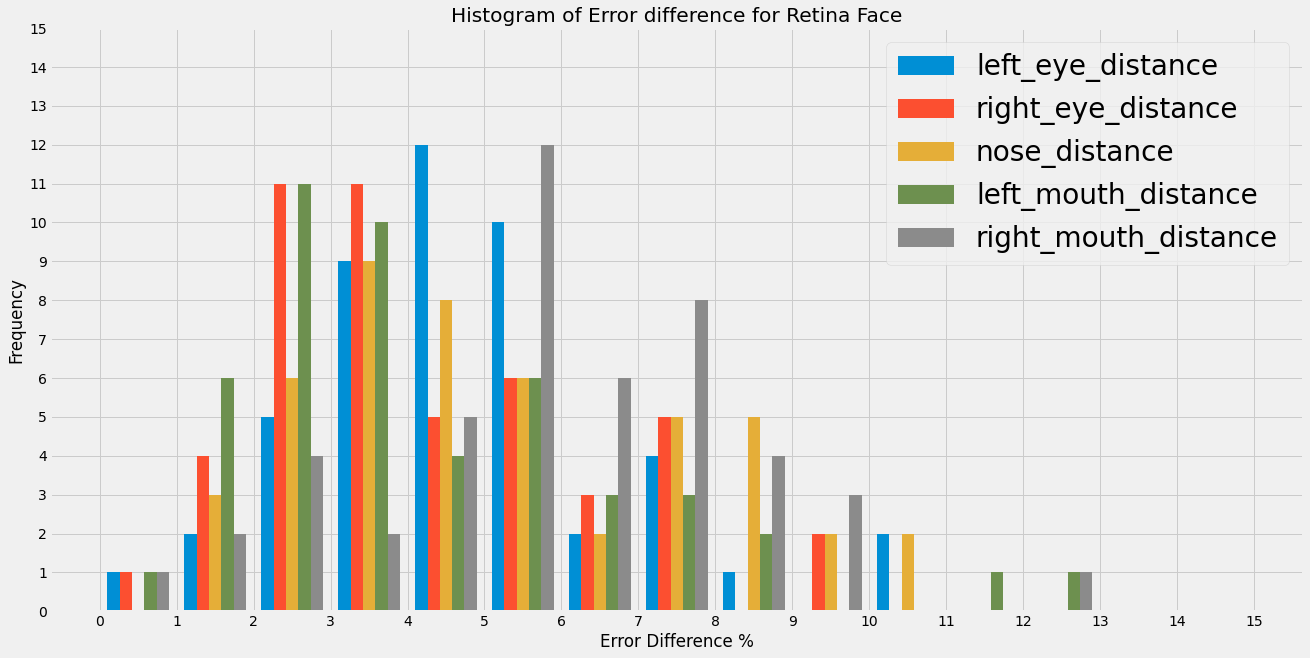 Histogram of Error difference for Retina Face
15
14
13
12
11
10
9
8
7
6
5
4
3
2
1
0
Frequency
left_eye_distance
right_eye_distance
nose_distance
left_mouth_distance
right_mouth_distance
0 1 2 3 4 5 6 7 8 9 10 11 12 13 14 15
Error Difference %